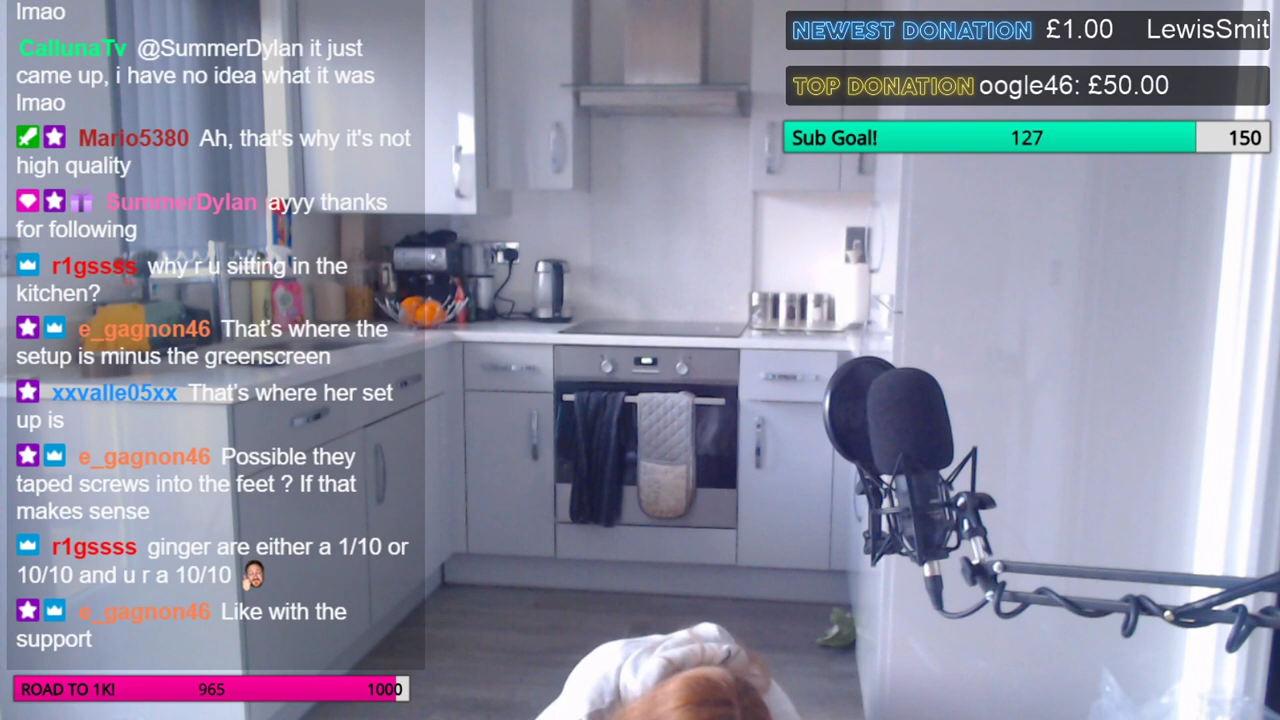 lmao
CallunaTv @SummerDylan it just
came up, i have no idea what it was
lmao
Mario5380 Ah, that's why it's not
high quality
SummerDylan ayyy thanks
for following
r1gssss why r u sitting in the
kitchen?
e_gagnon46 That's where the
setup is minus the greenscreen
xxvalle05xx That's where her set
up is
e_gagnon46 Possible they
taped screws into the feet ? If that
makes sense
r1gssss ginger are either a 1/10 or
10/10 and u r a 10/10
e_gagnon46 Like with the
support
ROAD TO 1K! 965 1000
NEWEST DONATION £1.00 LewisSmit
TOP DONATION oogle46: £50.00
Sub Goal! 127 150